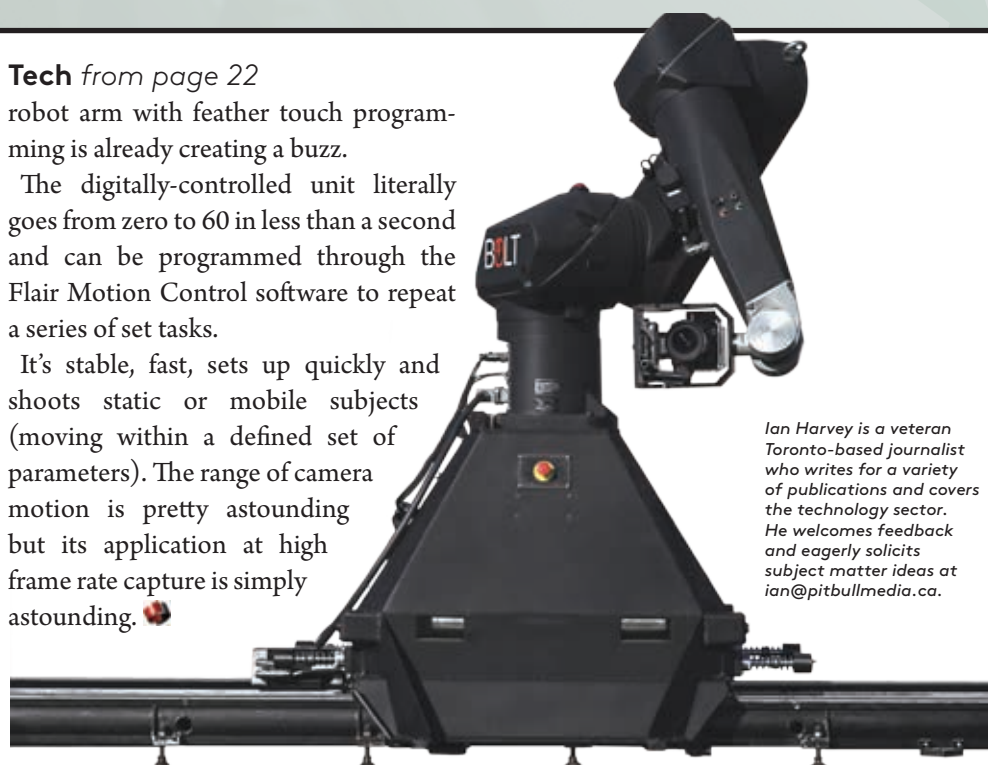 Tech from page 22
robot arm with feather touch program-
ming is already creating a buzz.
The digitally-controlled unit literally
goes from zero to 60 in less than a second
and can be programmed through the
Flair Motion Control software to repeat
a series of set tasks.
It's stable, fast, sets up quickly and
shoots static or mobile subjects
(moving within a defined set of
parameters). The range of camera
motion is pretty astounding
but its application at high
frame rate capture is simply
astounding.
BOLT
Ian Harvey is a veteran
Toronto-based journalist
who writes for a variety
of publications and covers
the technology sector.
He welcomes feedback
and eagerly solicits
subject matter ideas at
ian@pitbullmedia.ca.